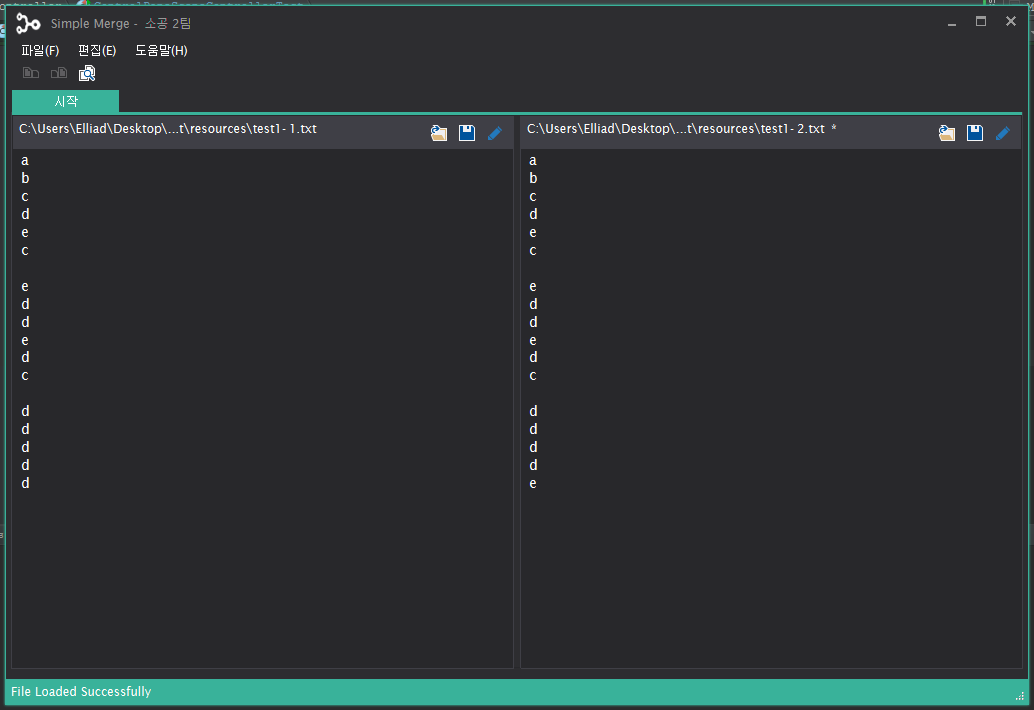 Simple Merge - 소공 2팀
파일(F) 편집(E) 도움말(H)
시작
C:\Users\Elliad\Desktop\...t\resources\test1-1.txt
a
b
c
d
e
c

e
d
d
e
d
c

d
d
d
d
d
C:\Users\Elliad\Desktop\...t\resources\test1-2.txt *
a
b
c
d
e
c

e
d
d
e
d
c

d
d
d
d
e
File Loaded Successfully